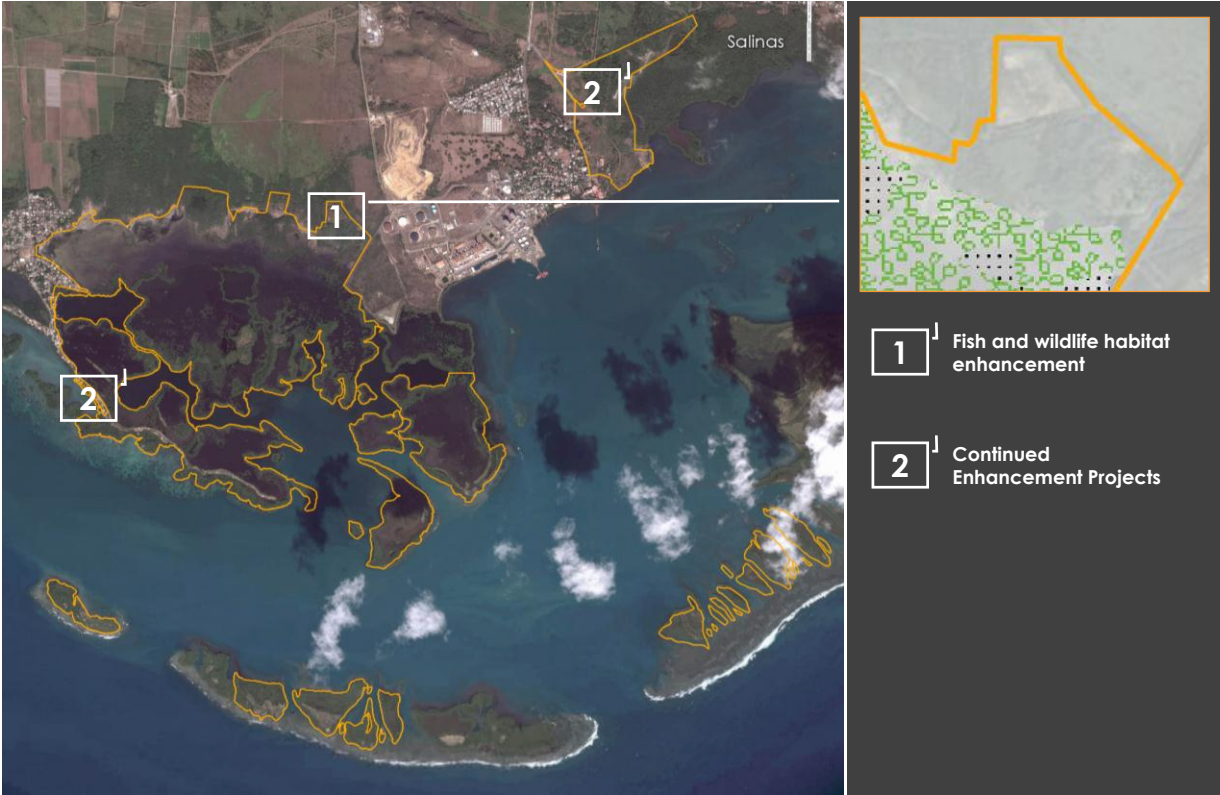 Salinas
2
1
2
1
Fish and wildlife habitat
enhancement
2
Continued
Enhancement Projects